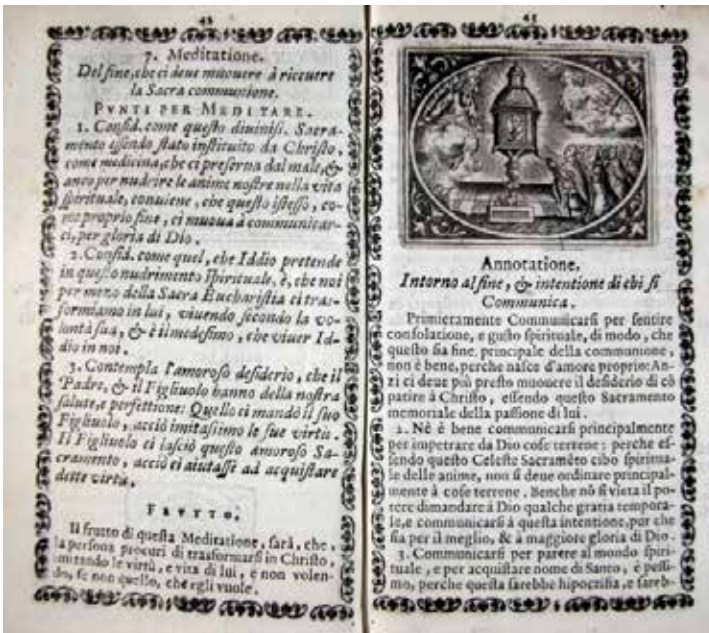 42
7. Meditatione.
Del fine, che ci deue muouere à riceuere
la Sacra communione.
PVNTI PER MEDITARE.
1. Consid. come questo diuiniss. Sacra-
mento essendo stato instituito da Christo,
come medicina, che ci preserua dal male, &
anco per nudrire le anime nostre nella vita
spirituale, conuiene, che questo istesso, co-
me proprio fine, ci muoua à communicar-
ci, per gloria di Dio.
2. Consid. come quel, che Iddio pretende
in questo nudrimento spirituale, è, che noi
per mezo della Sacra Eucharistia ci tras-
formiamo in lui, viuendo secondo la vo-
lontà sua, & è il medesimo, che viuer Id-
dio in noi.
3. Contempla l'amoroso desiderio, che il
Padre, & il Figliuolo hanno della nostra
salute, e perfettione: Quello ci mandò il suo
Figliuolo, acciò imitassimo le sue virtù.
Il Figliuolo ci lasciò questo amoroso Sa-
cramento, acciò ci aiutasse ad acquistare
dette virtù.
FRVTTO.
Il frutto di questa Meditatione, sarà, che
la persona procuri di trasformarsi in Christo,
imitando le virtù, e vita di lui, e non volen-
do, se non quello, che egli vuole.
Annotatione.
Intorno al fine, & intentione di chi si
Communica.
Primieramente Communicarsi per sentire
consolatione, e gusto spirituale, di modo, che
questo sia fine principale della communione,
non è bene, perche nasce d'amore proprio: An-
zi ci deue più presto muouere il desiderio di cõ
patire à Christo, essendo questo Sacramento
memoriale della passione di lui.
2. Nè è bene communicarsi principalmente
per impetrare da Dio cose terrene: perche es-
sendo questo Celeste Sacramẽto cibo spiritua-
le delle anime, non si deue ordinare principal-
mente à cose terrene. Benche nõ si vieta il po-
tere dimandare à Dio qualche gratia tempora-
le, e communicarsi à questa intentione, pur che
sia per il meglio, & à maggiore gloria di Dio.
3. Communicarsi per parere al mondo spiri-
tuale, e per acquistare nome di Santo, è pessi-
mo, perche questa sarebbe hipocrisia, e sareb-